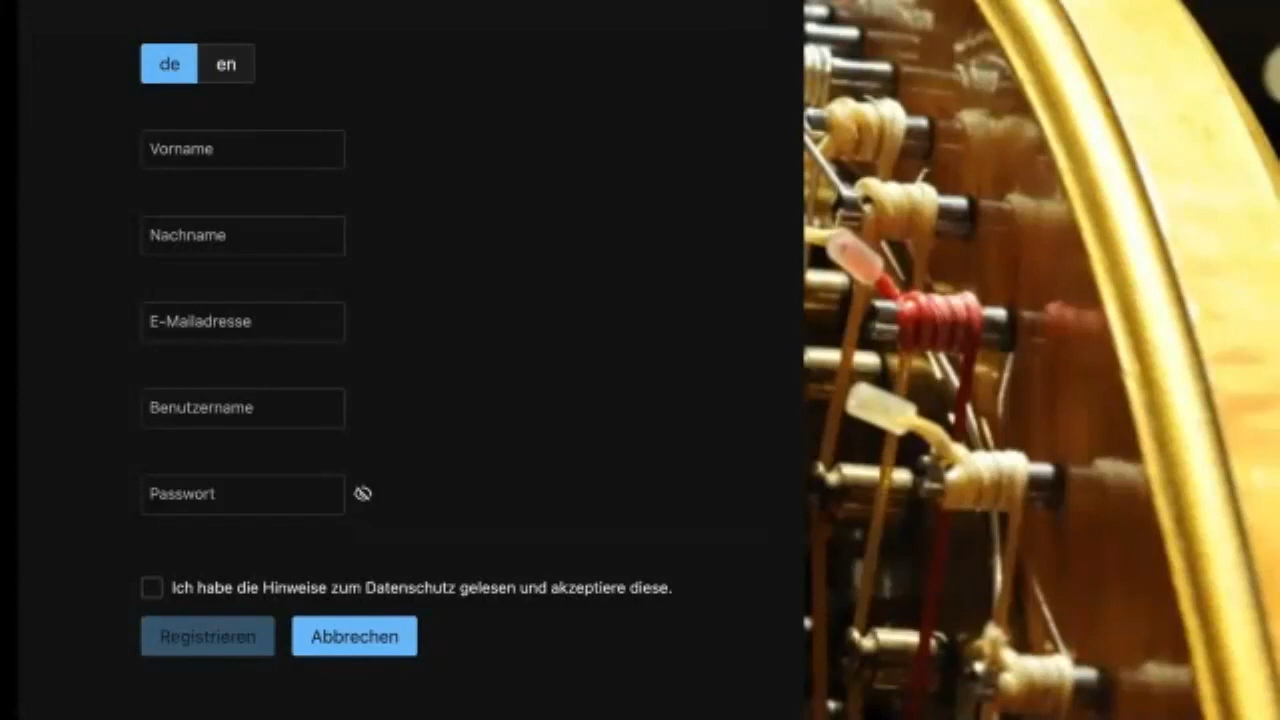 de en
Vorname
Nachname
E-Mailadresse
Benutzername
Passwort
Ich habe die Hinweise zum Datenschutz gelesen und akzeptiere diese.
Registrieren Abbrechen